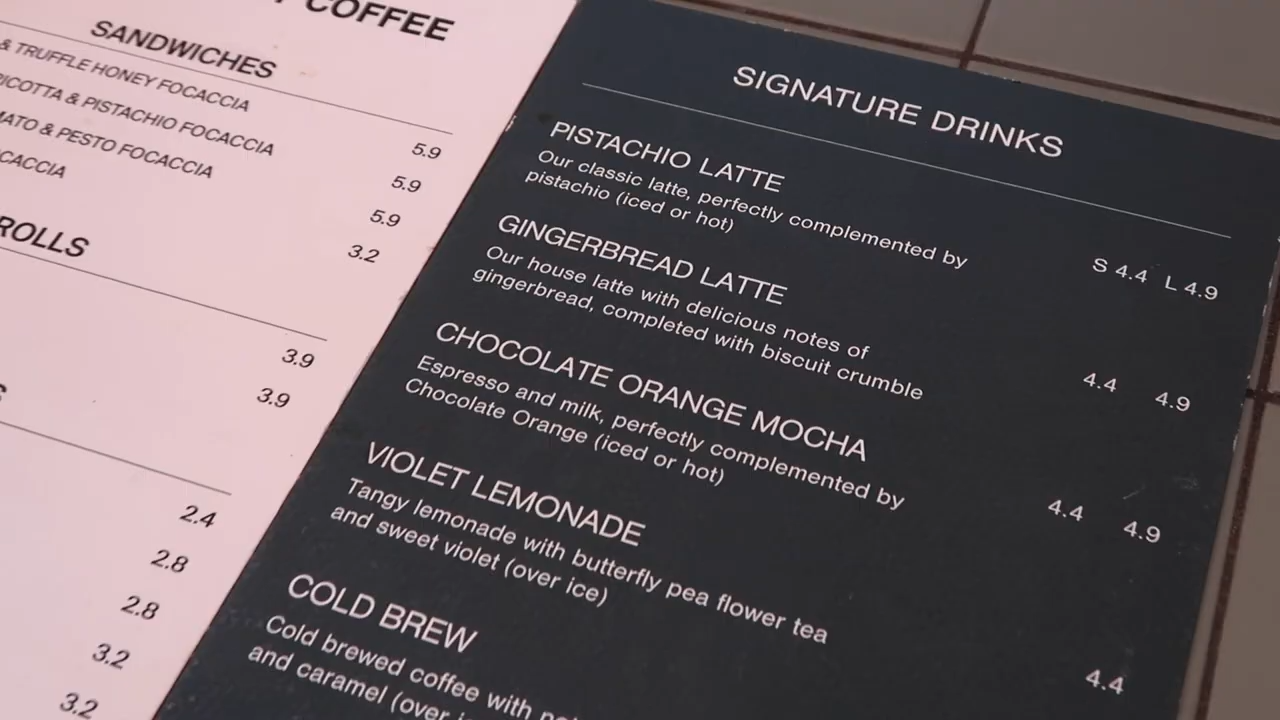 COFFEE
SANDWICHES
& TRUFFLE HONEY FOCACCIA 5.9
& PISTACHIO FOCACCIA 5.9
& PESTO FOCACCIA 5.9
3.2
ROLLS
3.9
3.9
2.4
2.8
2.8
3.2
3.2
SIGNATURE DRINKS
PISTACHIO LATTE
Our classic latte, perfectly complemented by
pistachio (iced or hot) S 4.4 L 4.9
GINGERBREAD LATTE
Our house latte with delicious notes of
gingerbread, completed with biscuit crumble 4.4 4.9
CHOCOLATE ORANGE MOCHA
Espresso and milk, perfectly complemented by
Chocolate Orange (iced or hot) 4.4 4.9
VIOLET LEMONADE
Tangy lemonade with butterfly pea flower tea
and sweet violet (over ice) 4.4
COLD BREW
Cold brewed coffee with
and caramel (over